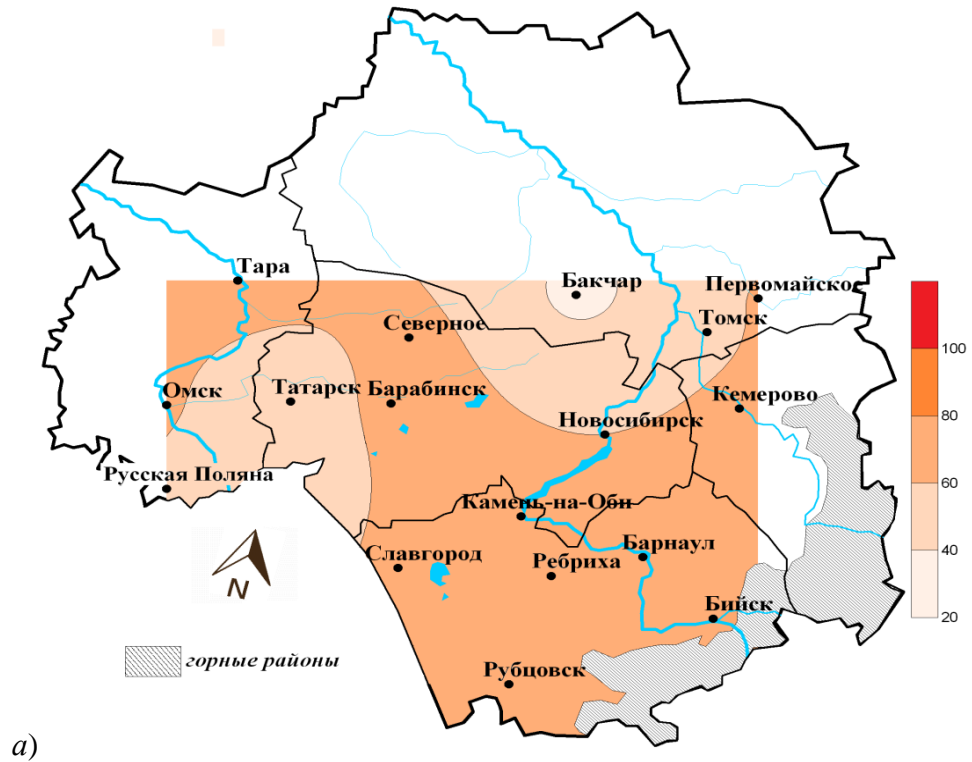 Тара
Бакчар
Первомайско
Северное
Томск
Омск
Татарск
Барабинск
Кемерово
Новосибирск
Русская Поляна
Камень-на-Оби
Славгород
Ребриха
Барнаул
Бийск
N
горные районы
Рубцовск
100
80
60
40
20
а)